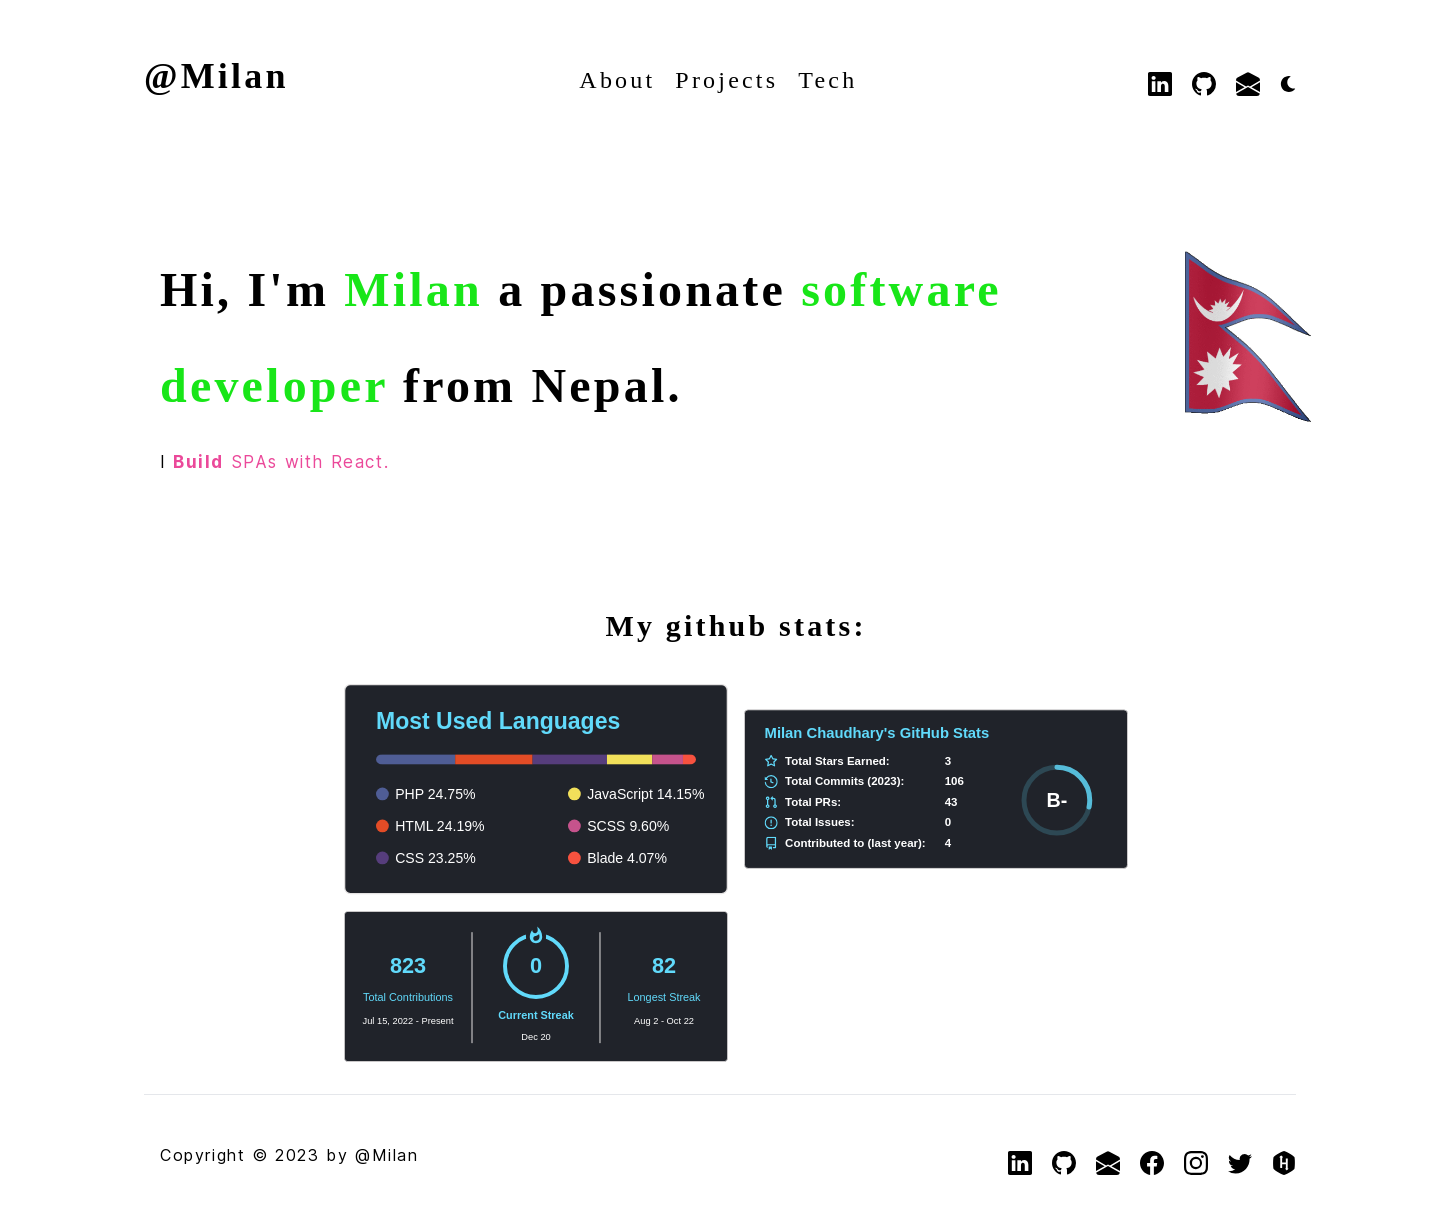 @Milan
About Projects Tech
Hi, I'm Milan a passionate software
developer from Nepal.
I Build SPAs with React.
My github stats:
Most Used Languages
PHP 24.75%
HTML 24.19%
CSS 23.25%
JavaScript 14.15%
SCSS 9.60%
Blade 4.07%
Milan Chaudhary's GitHub Stats
Total Stars Earned: 3
Total Commits (2023): 106
Total PRs: 43
Total Issues: 0
Contributed to (last year): 4
B-
823
Total Contributions
Jul 15, 2022 - Present
0
Current Streak
Dec 20
82
Longest Streak
Aug 2 - Oct 22
Copyright © 2023 by @Milan